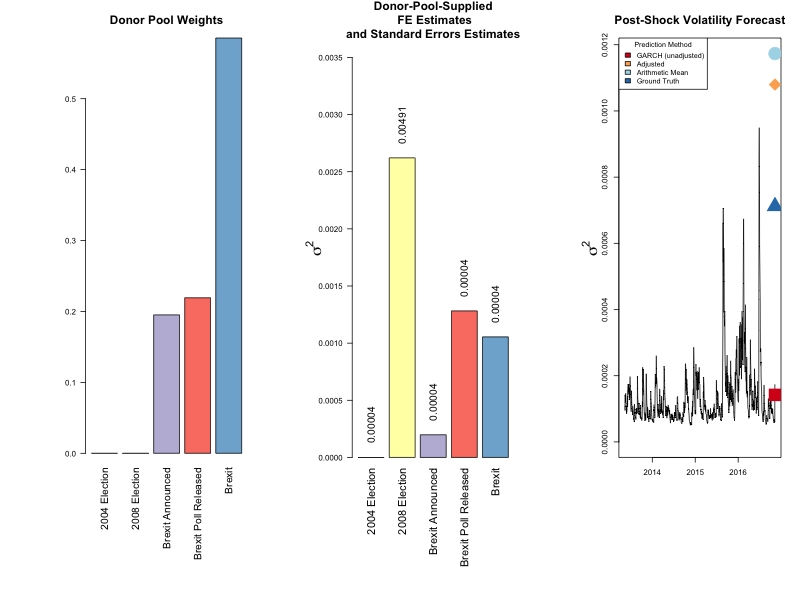 Donor Pool Weights
0.5
0.4
0.3
0.2
0.1
0.0
2004 Election
2008 Election
Brexit Announced
Brexit Poll Released
Brexit
Donor-Pool-Supplied
FE Estimates
and Standard Errors Estimates
σ²
0.0035
0.0030
0.0025
0.0020
0.0015
0.0010
0.0005
0.0000
0.00004
0.00491
0.00004
0.00004
0.00004
2004 Election
2008 Election
Brexit Announced
Brexit Poll Released
Brexit
Post-Shock Volatility Forecast
σ²
0.0012
0.0010
0.0008
0.0006
0.0004
0.0002
0.0000
Prediction Method
GARCH (unadjusted)
Adjusted
Arithmetic Mean
Ground Truth
2014
2015
2016